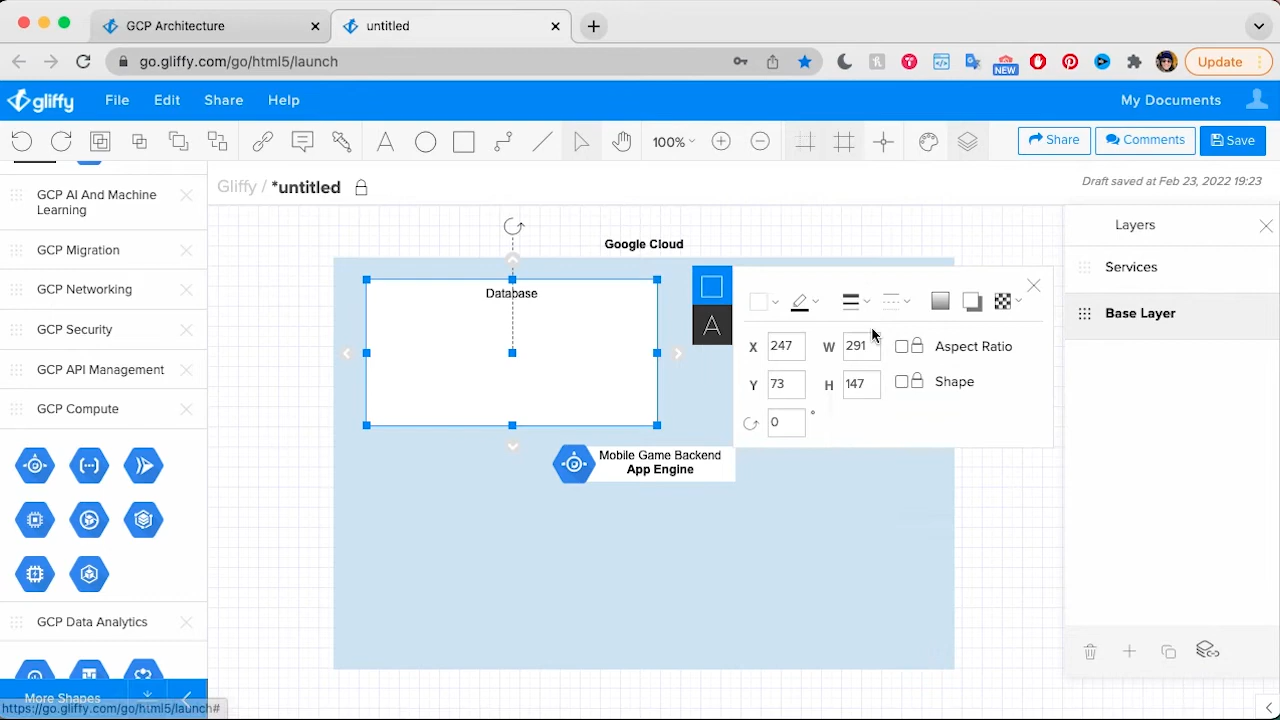 GCP Architecture
untitled
go.gliffy.com/go/html5/launch
NEW
Update
gliffy
File
Edit
Share
Help
My Documents
100%
Share
Comments
Save
Gliffy / *untitled
Draft saved at Feb 23, 2022 19:23
GCP AI And Machine
Learning
GCP Migration
GCP Networking
GCP Security
GCP API Management
GCP Compute
GCP Data Analytics
More Shapes
https://go.gliffy.com/go/html5/launch#
Google Cloud
Database
Mobile Game Backend
App Engine
A
X 247 W 291 Aspect Ratio
Y 73 H 147 Shape
0 °
Layers
Services
Base Layer